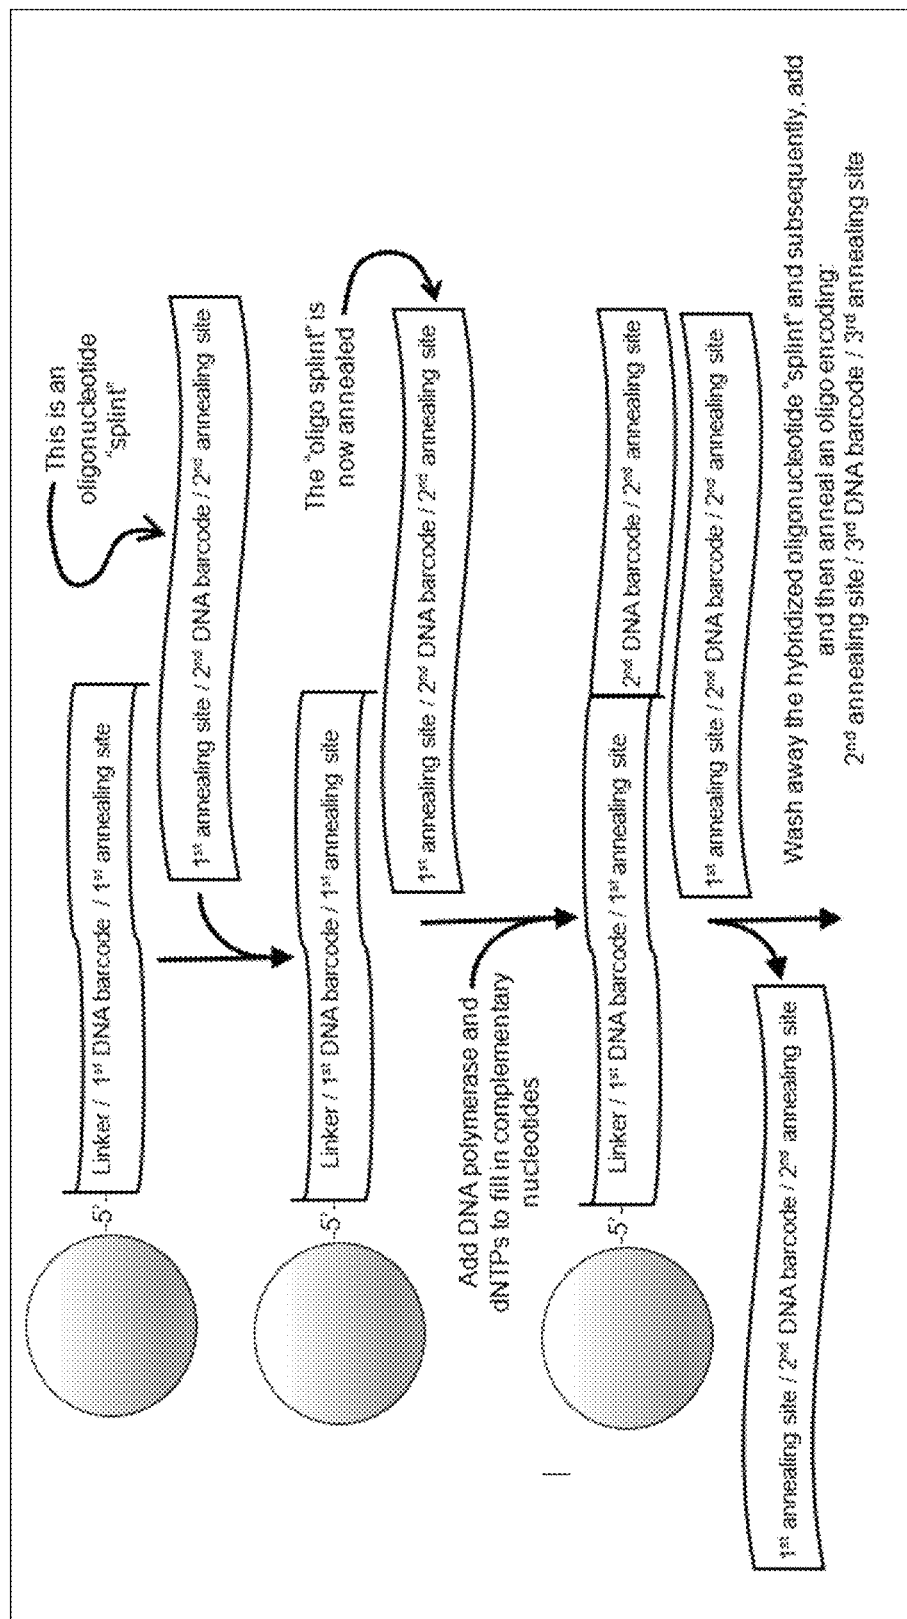 This is an
oligonucleotide
"splint"
-5'-
Linker / 1st DNA barcode / 1st annealing site
1st annealing site / 2nd DNA barcode / 2nd annealing site
The "oligo splint" is
now annealed
-5'-
Linker / 1st DNA barcode / 1st annealing site
1st annealing site / 2nd DNA barcode / 2nd annealing site
Add DNA polymerase and
dNTPs to fill in complementary
nucleotides
-5'-
Linker / 1st DNA barcode / 1st annealing site
2nd DNA barcode / 2nd annealing site
1st annealing site / 2nd DNA barcode / 2nd annealing site
1st annealing site / 2nd DNA barcode / 2nd annealing site
Wash away the hybridized oligonucleotide "splint" and subsequently, add
and then anneal an oligo encoding:
2nd annealing site / 3rd DNA barcode / 3rd annealing site